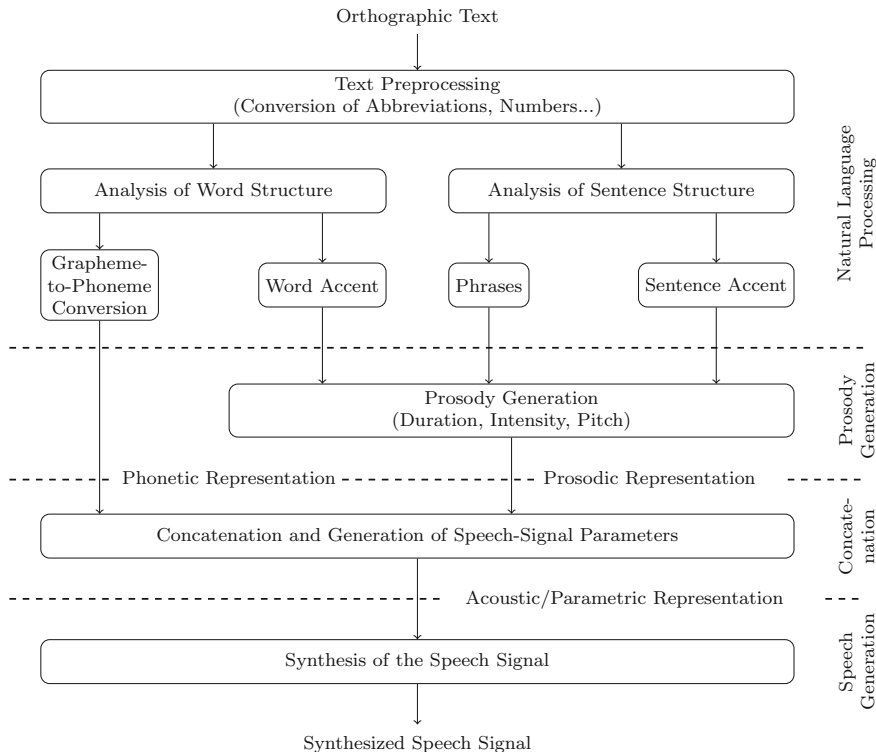 Orthographic Text
Text Preprocessing
(Conversion of Abbreviations, Numbers...)
Analysis of Word Structure
Analysis of Sentence Structure
Grapheme-
to-Phoneme
Conversion
Word Accent
Phrases
Sentence Accent
Natural Language
Processing
Prosody Generation
(Duration, Intensity, Pitch)
Prosody
Generation
Phonetic Representation
Prosodic Representation
Concatenation and Generation of Speech-Signal Parameters
Concate-
nation
Acoustic/Parametric Representation
Synthesis of the Speech Signal
Speech
Generation
Synthesized Speech Signal